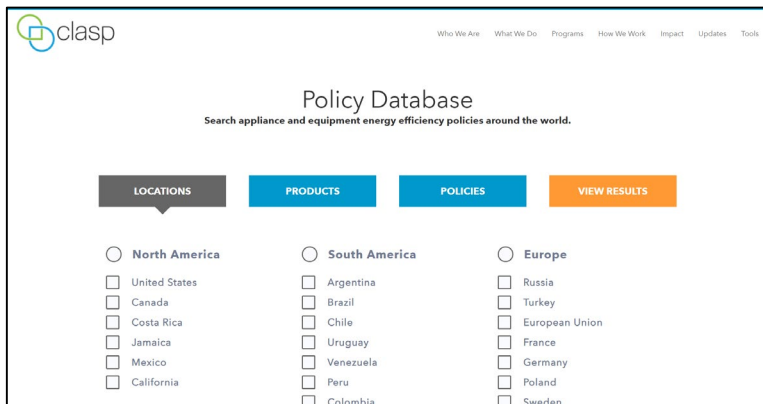 clasp
Who We Are What We Do Programs How We Work Impact Updates Tools
Policy Database
Search appliance and equipment energy efficiency policies around the world.
LOCATIONS PRODUCTS POLICIES VIEW RESULTS
North America South America Europe
United States Argentina Russia
Canada Brazil Turkey
Costa Rica Chile European Union
Jamaica Uruguay France
Mexico Venezuela Germany
California Peru Poland
Colombia Sweden